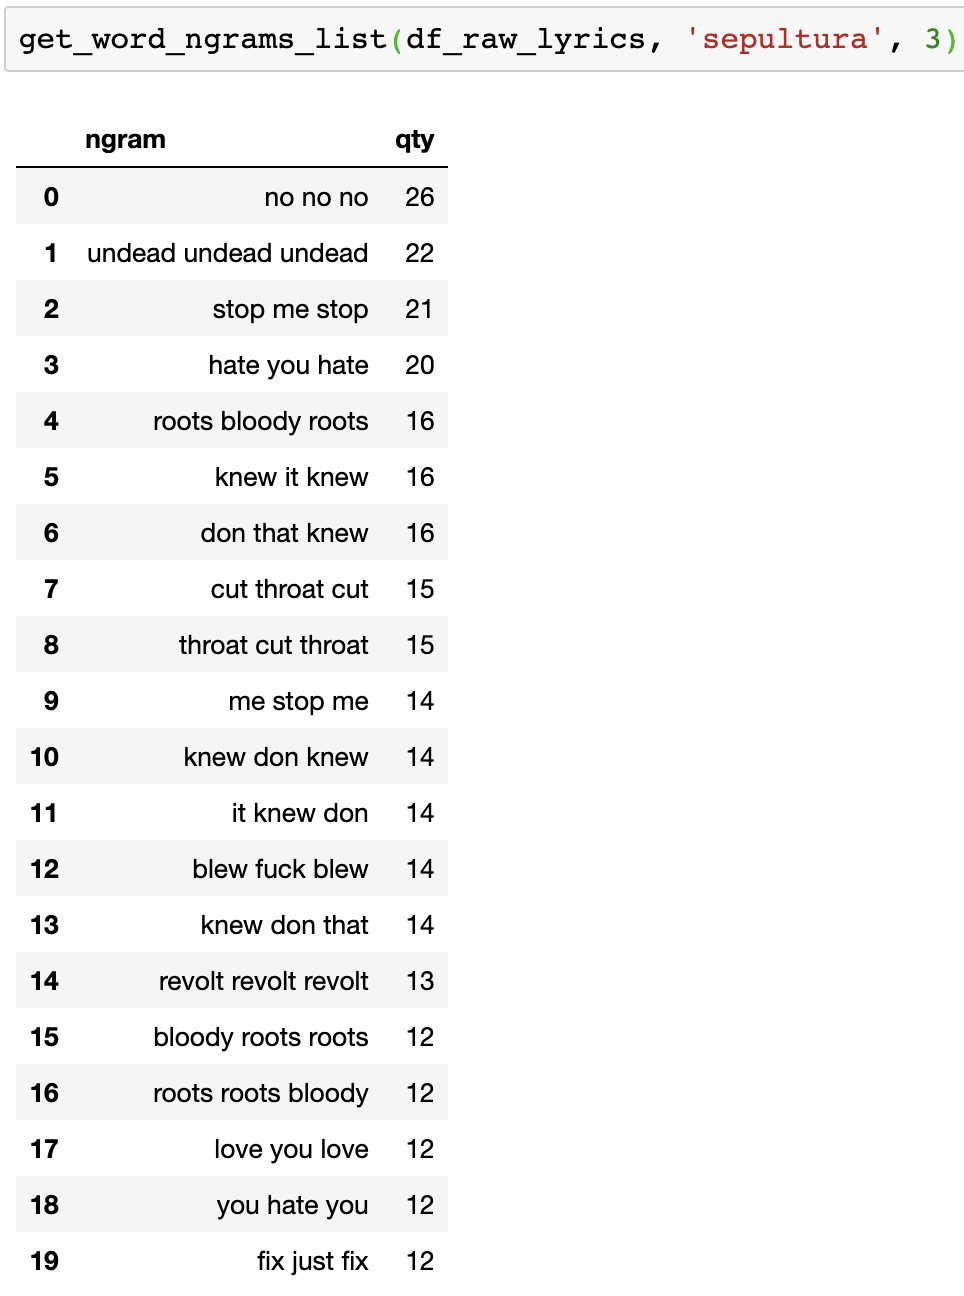 get_word_ngrams_list(df_raw_lyrics, 'sepultura', 3)
ngram qty
0 no no no 26
1 undead undead undead 22
2 stop me stop 21
3 hate you hate 20
4 roots bloody roots 16
5 knew it knew 16
6 don that knew 16
7 cut throat cut 15
8 throat cut throat 15
9 me stop me 14
10 knew don knew 14
11 it knew don 14
12 blew fuck blew 14
13 knew don that 14
14 revolt revolt revolt 13
15 bloody roots roots 12
16 roots roots bloody 12
17 love you love 12
18 you hate you 12
19 fix just fix 12